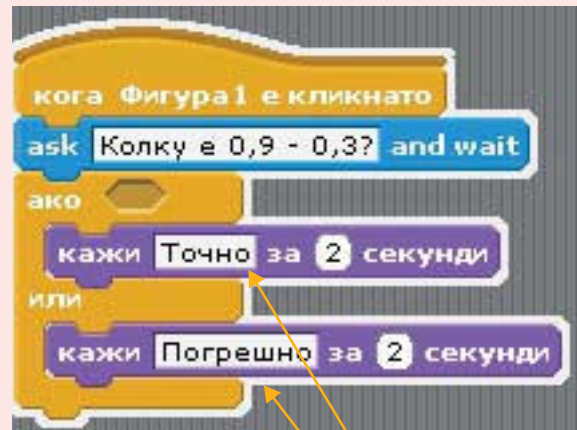 кога Фигура1 е кликнато
ask Колку е 0,9 - 0,3? and wait
ако
кажи Точно за 2 секунди
или
кажи Погрешно за 2 секунди